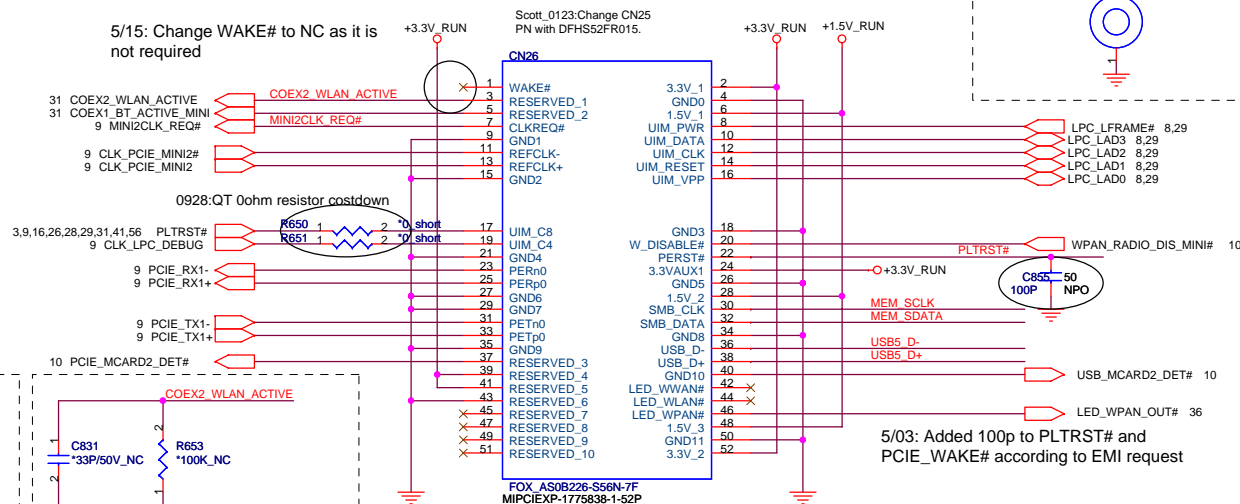 Scott_0123:Change CN25
PN with DFHS52FR015.
5/15: Change WAKE# to NC as it is
not required
+3.3V_RUN
+3.3V_RUN
+1.5V_RUN
CN26
1 WAKE# 3.3V_1 2
31 COEX2_WLAN_ACTIVE COEX2_WLAN_ACTIVE 3 RESERVED_1 GND0 4
31 COEX1_BT_ACTIVE_MINI 5 RESERVED_2 1.5V_1 6
9 MINI2CLK_REQ# MINI2CLK_REQ# 7 CLKREQ# UIM_PWR 8 LPC_LFRAME# 8,29
9 GND1 UIM_DATA 10 LPC_LAD3 8,29
9 CLK_PCIE_MINI2# 11 REFCLK- UIM_CLK 12 LPC_LAD2 8,29
9 CLK_PCIE_MINI2 13 REFCLK+ UIM_RESET 14 LPC_LAD1 8,29
15 GND2 UIM_VPP 16 LPC_LAD0 8,29
0928:QT 0ohm resistor costdown
3,9,16,26,28,29,31,41,56 PLTRST# R650 1 2 *0_short 17 UIM_C8 GND3 18
9 CLK_LPC_DEBUG R651 1 2 *0_short 19 UIM_C4 W_DISABLE# 20 WPAN_RADIO_DIS_MINI# 10
21 GND4 PERST# 22 PLTRST#
9 PCIE_RX1- 23 PERn0 3.3VAUX1 24 +3.3V_RUN
9 PCIE_RX1+ 25 PERp0 GND5 26
27 GND6 1.5V_2 28
29 GND7 SMB_CLK 30 MEM_SCLK
9 PCIE_TX1- 31 PETn0 SMB_DATA 32 MEM_SDATA
9 PCIE_TX1+ 33 PETp0 GND8 34
35 GND9 USB_D- 36 USB5_D-
10 PCIE_MCARD2_DET# 37 RESERVED_3 USB_D+ 38 USB5_D+
39 RESERVED_4 GND10 40 USB_MCARD2_DET# 10
41 RESERVED_5 LED_WWAN# 42
43 RESERVED_6 LED_WLAN# 44
45 RESERVED_7 LED_WPAN# 46 LED_WPAN_OUT# 36
47 RESERVED_8 1.5V_3 48
49 RESERVED_9 GND11 50
51 RESERVED_10 3.3V_2 52
FOX_AS0B226-S56N-7F
MIPCIEXP-1775838-1-52P
C855 50
100P NPO
5/03: Added 100p to PLTRST# and
PCIE_WAKE# according to EMI request
COEX2_WLAN_ACTIVE
1 C831 2
*33P/50V_NC
2 R653 1
*100K_NC
1